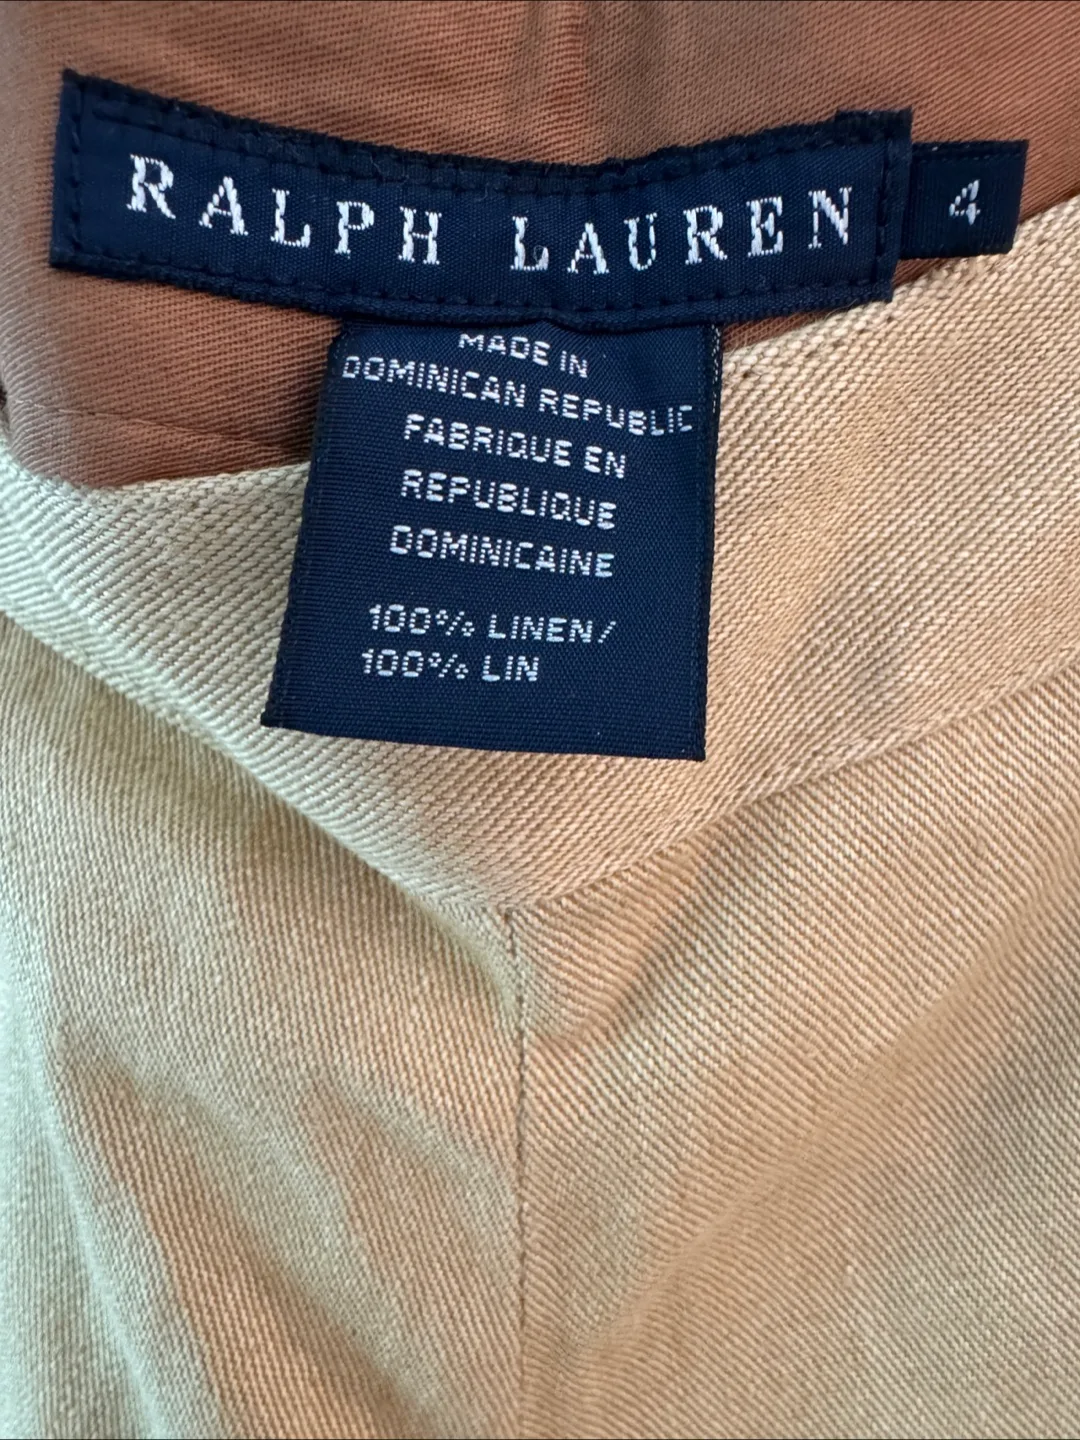 RALPH LAUREN 4
MADE IN
DOMINICAN REPUBLIC
FABRIQUE EN
REPUBLIQUE
DOMINICAINE
100% LINEN/
100% LIN